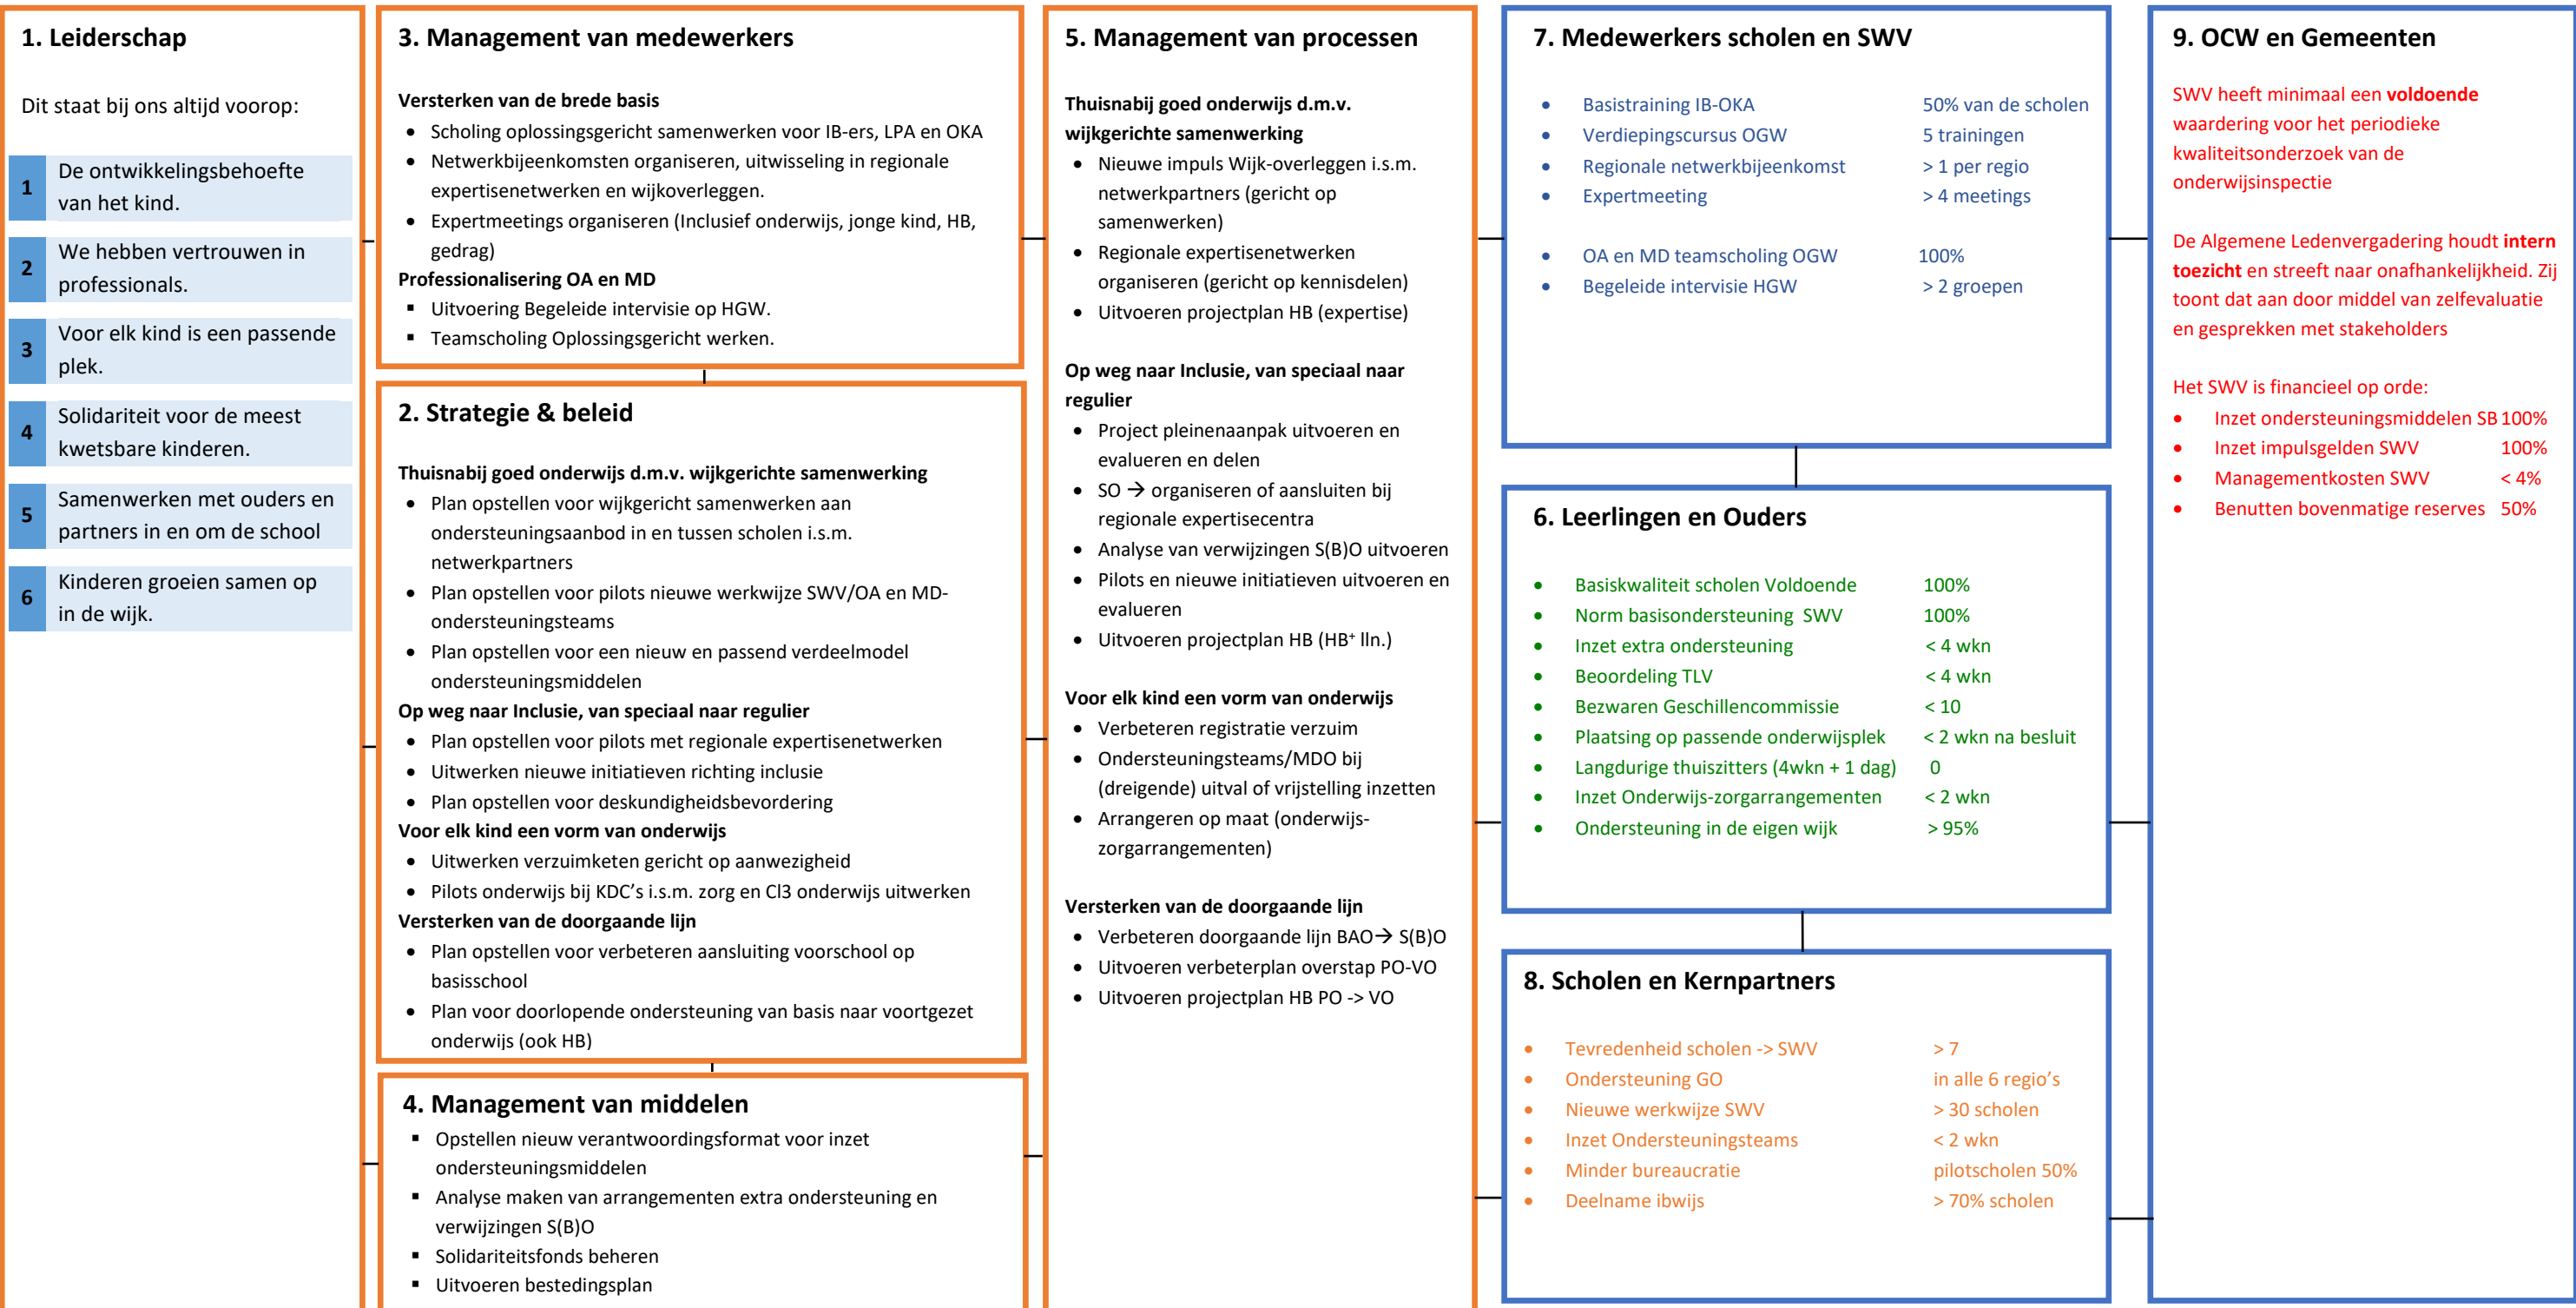 1. Leiderschap
Dit staat bij ons altijd voorop:
1
De ontwikkelingsbehoefte
van het kind.
2
We hebben vertrouwen in
professionals.
3
Voor elk kind is een passende
plek.
4
Solidariteit voor de meest
kwetsbare kinderen.
5
Samenwerken met ouders en
partners in en om de school
6
Kinderen groeien samen op
in de wijk.
3. Management van medewerkers
Versterken van de brede basis
• Scholing oplossingsgericht samenwerken voor IB-ers, LPA en OKA
• Netwerkbijeenkomsten organiseren, uitwisseling in regionale
expertisenetwerken en wijkoverleggen.
• Expertmeetings organiseren (Inclusief onderwijs, jonge kind, HB,
gedrag)
Professionalisering OA en MD
▪ Uitvoering Begeleide intervisie op HGW.
▪ Teamscholing Oplossingsgericht werken.
2. Strategie & beleid
Thuisnabij goed onderwijs d.m.v. wijkgerichte samenwerking
• Plan opstellen voor wijkgericht samenwerken aan
ondersteuningsaanbod in en tussen scholen i.s.m.
netwerkpartners
• Plan opstellen voor pilots nieuwe werkwijze SWV/OA en MD-
ondersteuningsteams
• Plan opstellen voor een nieuw en passend verdeelmodel
ondersteuningsmiddelen
Op weg naar Inclusie, van speciaal naar regulier
• Plan opstellen voor pilots met regionale expertisenetwerken
• Uitwerken nieuwe initiatieven richting inclusie
• Plan opstellen voor deskundigheidsbevordering
Voor elk kind een vorm van onderwijs
• Uitwerken verzuimketen gericht op aanwezigheid
• Pilots onderwijs bij KDC’s i.s.m. zorg en Cl3 onderwijs uitwerken
Versterken van de doorgaande lijn
• Plan opstellen voor verbeteren aansluiting voorschool op
basisschool
• Plan voor doorlopende ondersteuning van basis naar voortgezet
onderwijs (ook HB)
4. Management van middelen
▪ Opstellen nieuw verantwoordingsformat voor inzet
ondersteuningsmiddelen
▪ Analyse maken van arrangementen extra ondersteuning en
verwijzingen S(B)O
▪ Solidariteitsfonds beheren
▪ Uitvoeren bestedingsplan
5. Management van processen
Thuisnabij goed onderwijs d.m.v.
wijkgerichte samenwerking
• Nieuwe impuls Wijk-overleggen i.s.m.
netwerkpartners (gericht op
samenwerken)
• Regionale expertisenetwerken
organiseren (gericht op kennisdelen)
• Uitvoeren projectplan HB (expertise)
Op weg naar Inclusie, van speciaal naar
regulier
• Project pleinenaanpak uitvoeren en
evalueren en delen
• SO → organiseren of aansluiten bij
regionale expertisecentra
• Analyse van verwijzingen S(B)O uitvoeren
• Pilots en nieuwe initiatieven uitvoeren en
evalueren
• Uitvoeren projectplan HB (HB⁺ lln.)
Voor elk kind een vorm van onderwijs
• Verbeteren registratie verzuim
• Ondersteuningsteams/MDO bij
(dreigende) uitval of vrijstelling inzetten
• Arrangeren op maat (onderwijs-
zorgarrangementen)
Versterken van de doorgaande lijn
• Verbeteren doorgaande lijn BAO→ S(B)O
• Uitvoeren verbeterplan overstap PO-VO
• Uitvoeren projectplan HB PO -> VO
7. Medewerkers scholen en SWV
• Basistraining IB-OKA 50% van de scholen
• Verdiepingscursus OGW 5 trainingen
• Regionale netwerkbijeenkomst > 1 per regio
• Expertmeeting > 4 meetings
• OA en MD teamscholing OGW 100%
• Begeleide intervisie HGW > 2 groepen
6. Leerlingen en Ouders
• Basiskwaliteit scholen Voldoende 100%
• Norm basisondersteuning SWV 100%
• Inzet extra ondersteuning < 4 wkn
• Beoordeling TLV < 4 wkn
• Bezwaren Geschillencommissie < 10
• Plaatsing op passende onderwijsplek < 2 wkn na besluit
• Langdurige thuiszitters (4wkn + 1 dag) 0
• Inzet Onderwijs-zorgarrangementen < 2 wkn
• Ondersteuning in de eigen wijk > 95%
8. Scholen en Kernpartners
• Tevredenheid scholen -> SWV > 7
• Ondersteuning GO in alle 6 regio’s
• Nieuwe werkwijze SWV > 30 scholen
• Inzet Ondersteuningsteams < 2 wkn
• Minder bureaucratie pilotscholen 50%
• Deelname ibwijs > 70% scholen
9. OCW en Gemeenten
SWV heeft minimaal een voldoende
waardering voor het periodieke
kwaliteitsonderzoek van de
onderwijsinspectie
De Algemene Ledenvergadering houdt intern
toezicht en streeft naar onafhankelijkheid. Zij
toont dat aan door middel van zelfevaluatie
en gesprekken met stakeholders
Het SWV is financieel op orde:
• Inzet ondersteuningsmiddelen SB 100%
• Inzet impulsgelden SWV 100%
• Managementkosten SWV < 4%
• Benutten bovenmatige reserves 50%